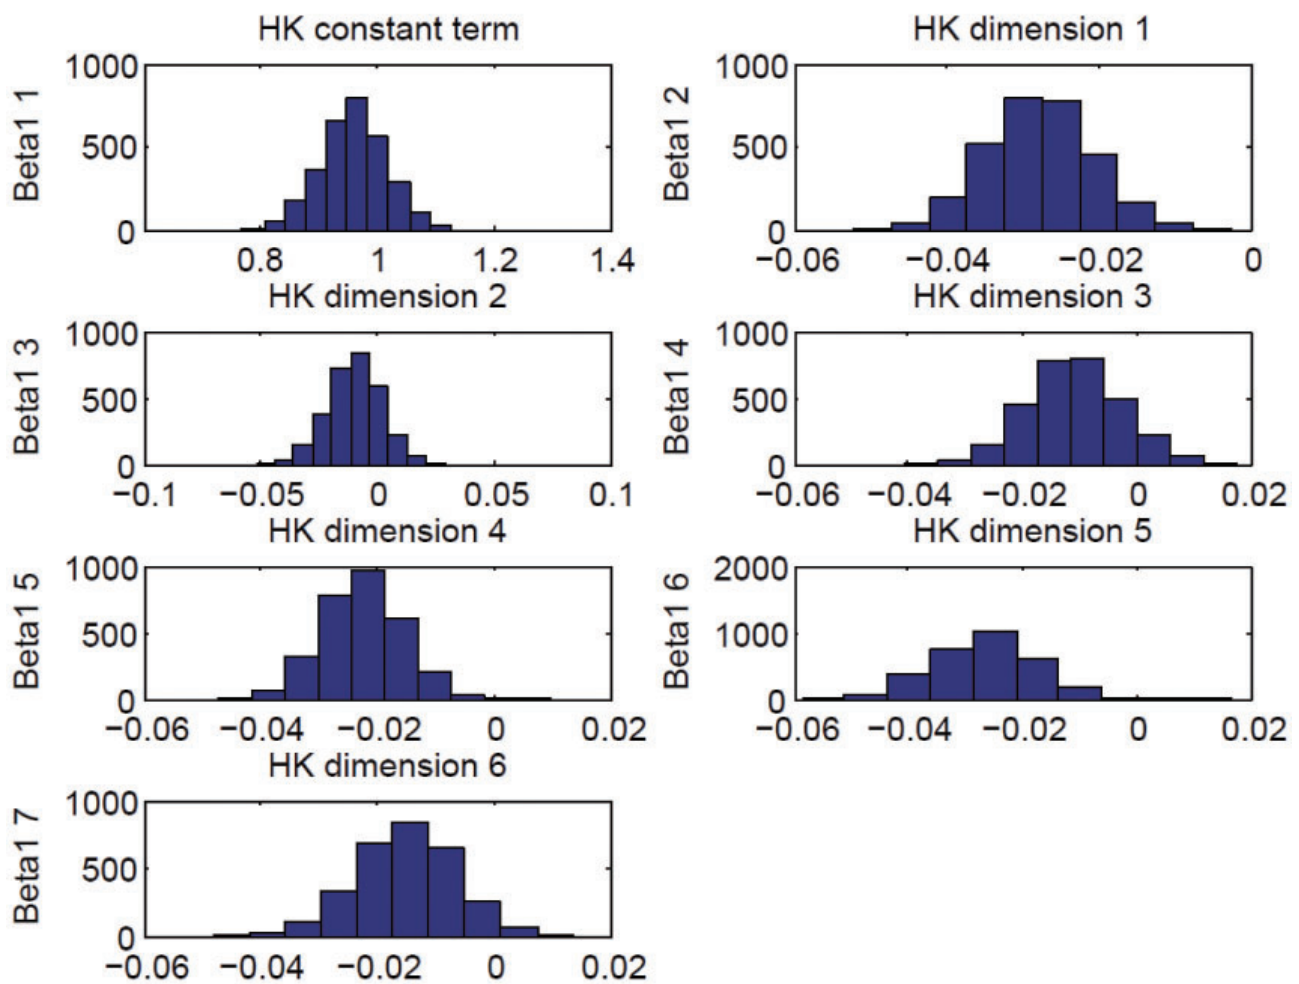 HK constant term
Beta1 1
1000
500
0
0.8 1 1.2 1.4
HK dimension 1
Beta1 2
1000
500
0
−0.06 −0.04 −0.02 0
HK dimension 2
Beta1 3
1000
500
0
−0.1 −0.05 0 0.05 0.1
HK dimension 3
Beta1 4
1000
500
0
−0.06 −0.04 −0.02 0 0.02
HK dimension 4
Beta1 5
1000
500
0
−0.06 −0.04 −0.02 0 0.02
HK dimension 5
Beta1 6
2000
1000
0
−0.06 −0.04 −0.02 0 0.02
HK dimension 6
Beta1 7
1000
500
0
−0.06 −0.04 −0.02 0 0.02